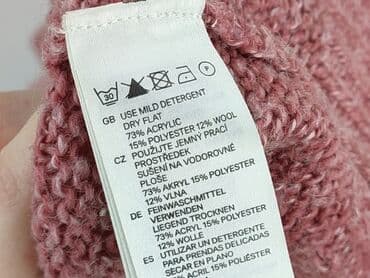 30
P
GB USE MILD DETERGENT
DRY FLAT
73% ACRYLIC
15% POLYESTER 12% WOOL
CZ POUŽIJTE JEMNÝ PRACÍ
PROSTŘEDEK
SUŠENÍ NA VODOROVNÉ
PLOŠE
73% AKRYL 15% POLYESTER
12% VLNA
DE FEINWASCHMITTEL
VERWENDEN
LIEGEND TROCKNEN
73% ACRYL 15% POLYESTER
12% WOLLE
ES UTILIZAR UN DETERGENTE
PARA PRENDAS DELICADAS
SECAR EN PLANO
15% POLIÉSTER